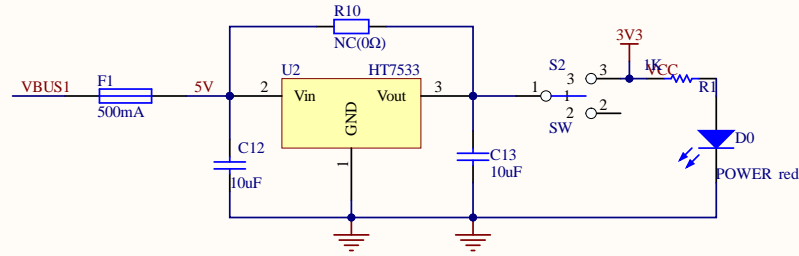 R10
NC(0Ω)
3V3
VBUS1
F1
500mA
5V
2
U2
HT7533
Vin
Vout
GND
1
3
S2
1
3
3
1
2
2
SW
1K
VCC
R1
C12
10uF
C13
10uF
D0
POWER red